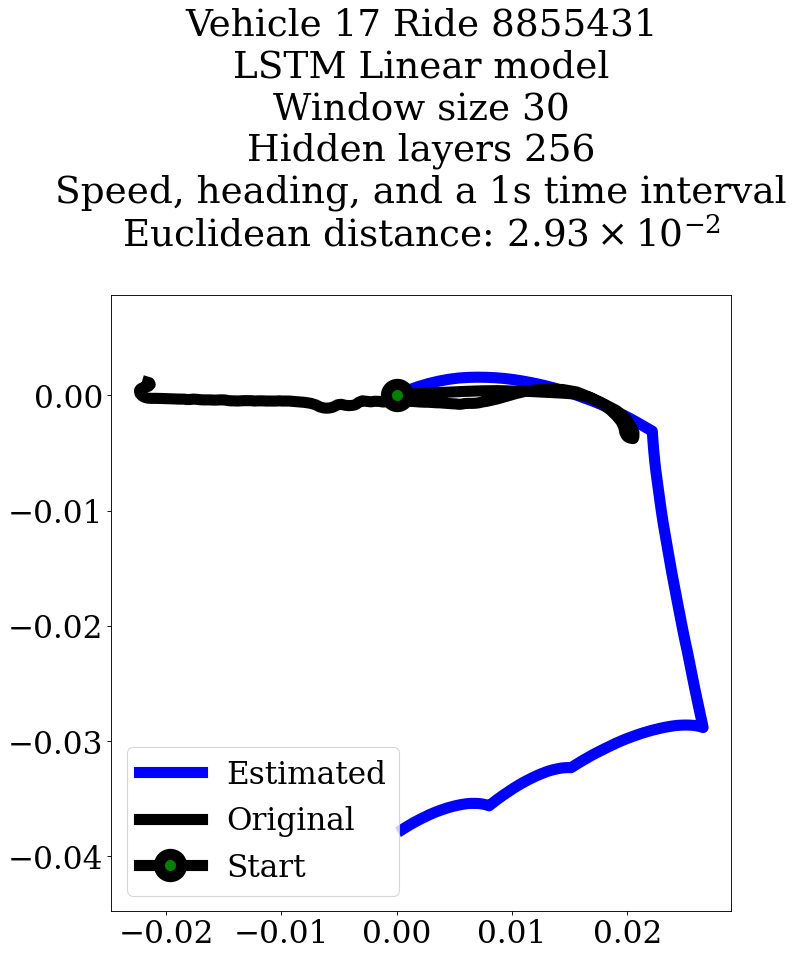 Vehicle 17 Ride 8855431
LSTM Linear model
Window size 30
Hidden layers 256
Speed, heading, and a 1s time interval
Euclidean distance: 2.93 × 10⁻²
0.00
−0.01
−0.02
−0.03
−0.04
Estimated
Original
Start
−0.02 −0.01 0.00 0.01 0.02